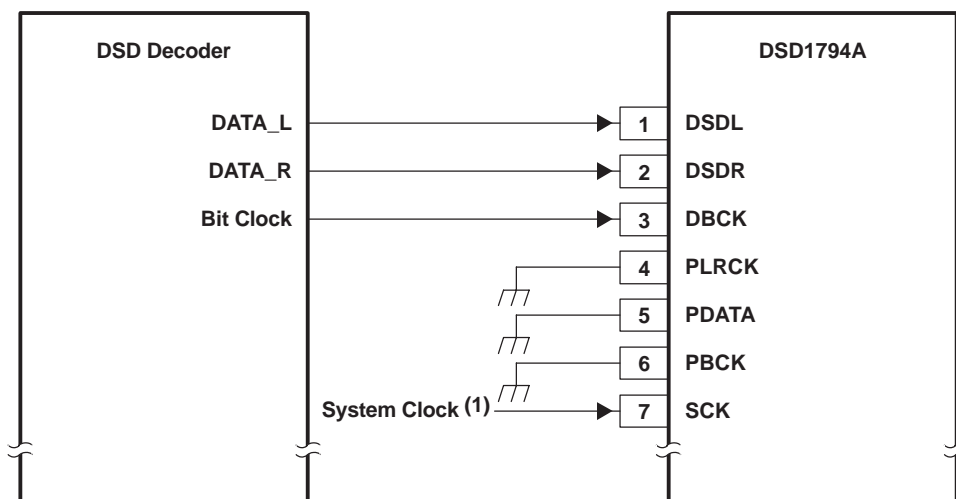 DSD Decoder
DSD1794A
DATA_L
1
DSDL
DATA_R
2
DSDR
Bit Clock
3
DBCK
4
PLRCK
5
PDATA
6
PBCK
System Clock (1)
7
SCK